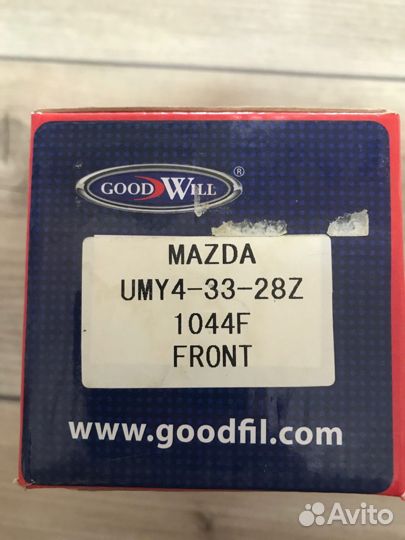 GOOD WILL ®
MAZDA
UMY4-33-28Z
1044F
FRONT
www.goodfil.com
Avito